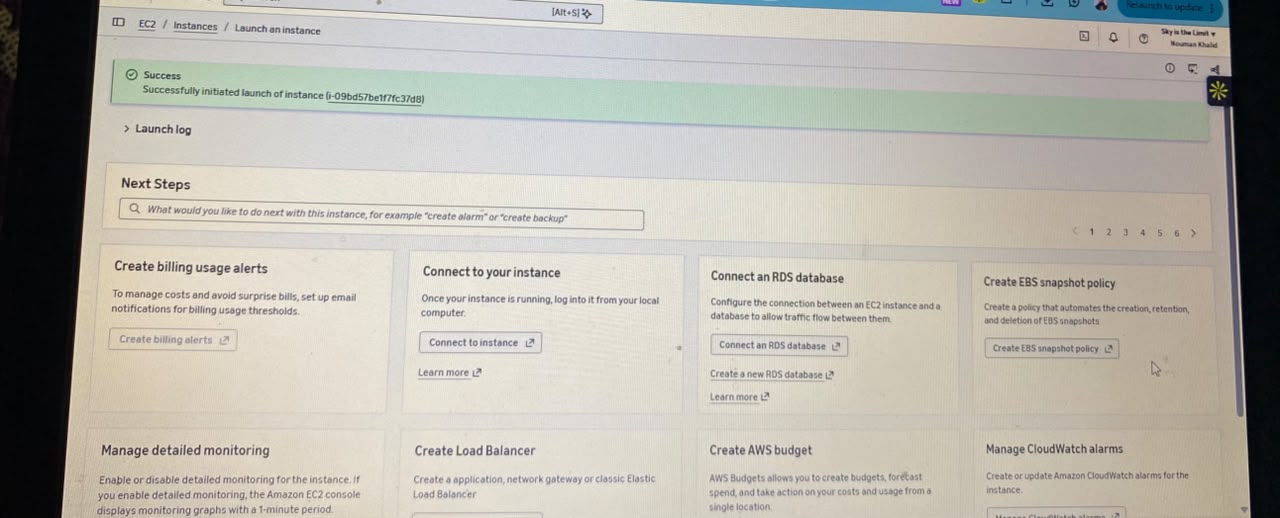 [Alt+S]
NEW
Relaunch to update
EC2 / Instances / Launch an instance
Sky is the Limit
Nouman Khalid
Success
Successfully initiated launch of instance (i-09bd57be1f7fc37d8)
Launch log
Next Steps
What would you like to do next with this instance, for example "create alarm" or "create backup"
1 2 3 4 5 6
Create billing usage alerts
To manage costs and avoid surprise bills, set up email
notifications for billing usage thresholds.
Create billing alerts
Connect to your instance
Once your instance is running, log into it from your local
computer.
Connect to instance
Learn more
Connect an RDS database
Configure the connection between an EC2 instance and a
database to allow traffic flow between them.
Connect an RDS database
Create a new RDS database
Learn more
Create EBS snapshot policy
Create a policy that automates the creation, retention,
and deletion of EBS snapshots
Create EBS snapshot policy
Manage detailed monitoring
Enable or disable detailed monitoring for the instance. If
you enable detailed monitoring, the Amazon EC2 console
displays monitoring graphs with a 1-minute period.
Create Load Balancer
Create a application, network gateway or classic Elastic
Load Balancer
Create AWS budget
AWS Budgets allows you to create budgets, forecast
spend, and take action on your costs and usage from a
single location.
Manage CloudWatch alarms
Create or update Amazon CloudWatch alarms for the
instance.
Manage CloudWatch alarms